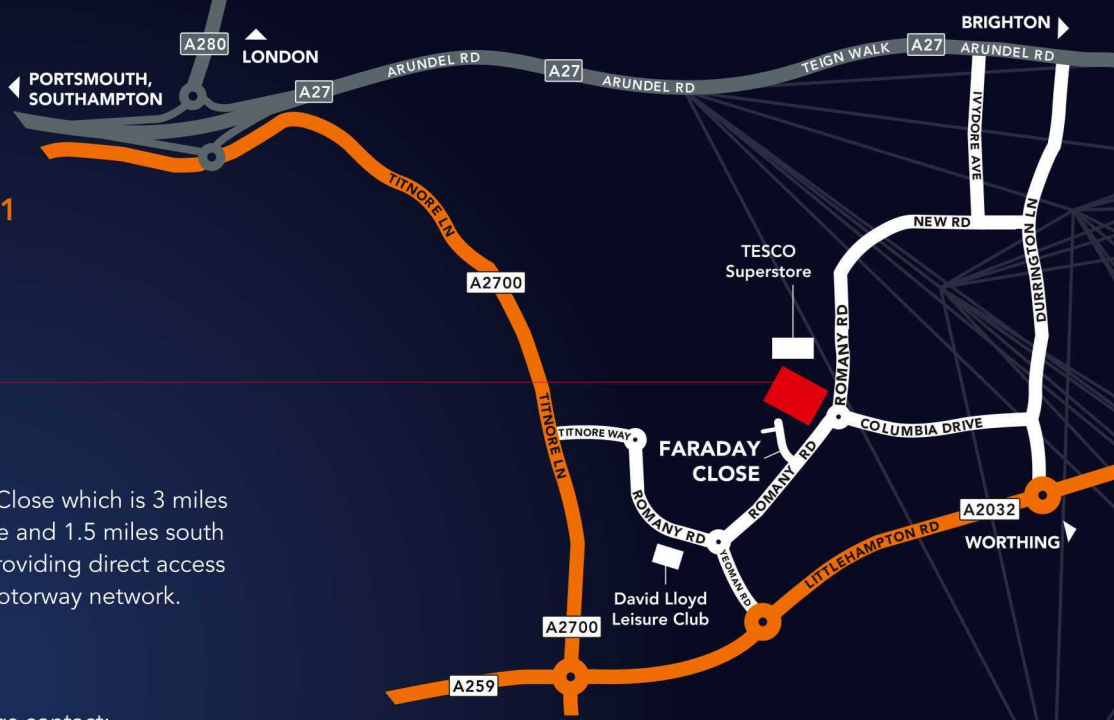 BRIGHTON
A280
LONDON
ARUNDEL RD
A27
TEIGN WALK
A27
ARUNDEL RD
PORTSMOUTH,
SOUTHAMPTON
A27
ARUNDEL RD
IVYDORE AVE
1
TITNORE LN
NEW RD
DURRINGTON LN
TESCO
Superstore
A2700
ROMANY RD
TITNORE LN
TITNORE WAY
COLUMBIA DRIVE
FARADAY
CLOSE
ROMANY RD
Close which is 3 miles
e and 1.5 miles south
roviding direct access
otorway network.
ROMANY RD
A2032
LITTLEHAMPTON RD
WORTHING
YEOMAN RD
David Lloyd
Leisure Club
A2700
A259
contact: